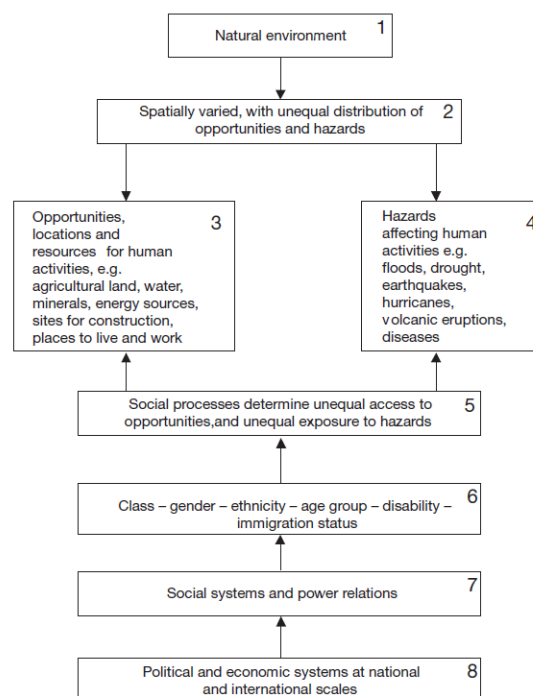 1
Natural environment
Spatially varied, with unequal distribution of
2
opportunities and hazards
Opportunities,
3
locations and
resources for human
activities, e.g.
agricultural land, water,
minerals, energy sources,
sites for construction,
places to live and work
Hazards
4
affecting human
activities e.g.
floods, drought,
earthquakes,
hurricanes,
volcanic eruptions,
diseases
Social processes determine unequal access to
5
opportunities,and unequal exposure to hazards
6
Class – gender – ethnicity – age group – disability –
immigration status
7
Social systems and power relations
Political and economic systems at national
8
and international scales